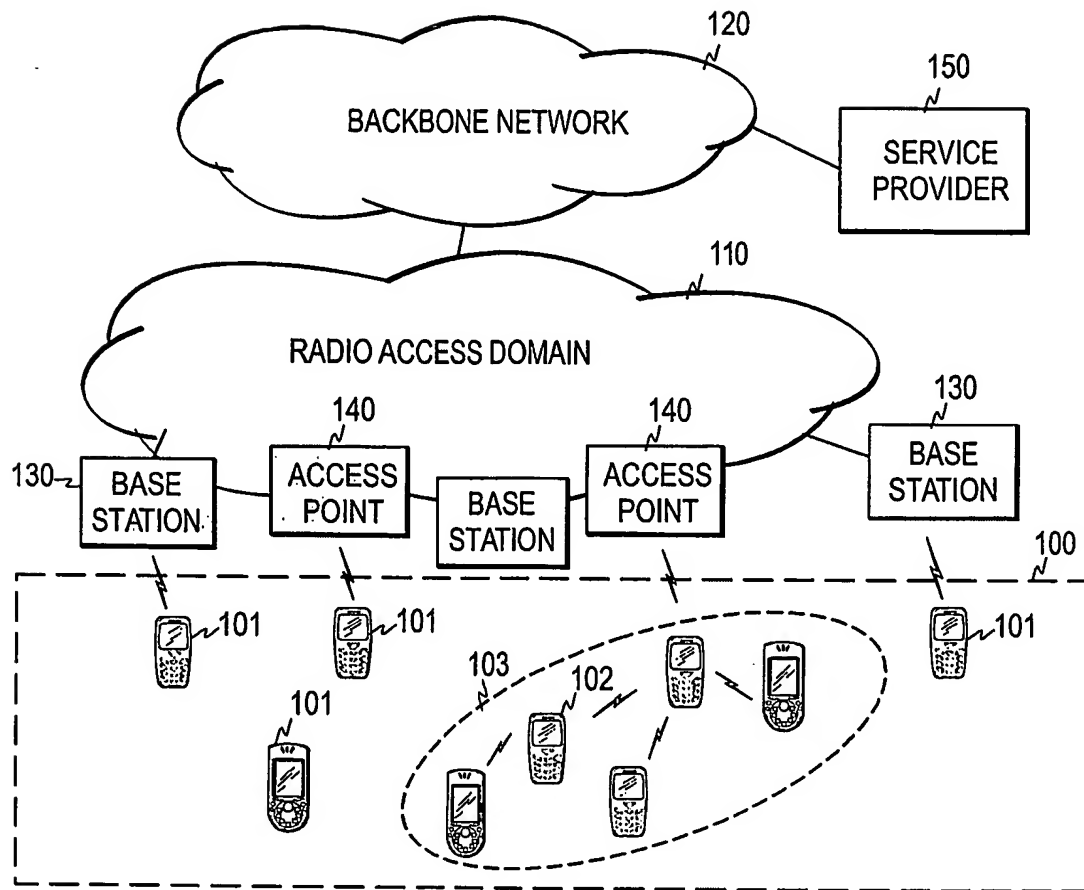 120
150
BACKBONE NETWORK
SERVICE
PROVIDER
110
RADIO ACCESS DOMAIN
140
140
130
130
BASE
STATION
ACCESS
POINT
BASE
STATION
ACCESS
POINT
BASE
STATION
100
101
101
101
103
102
101